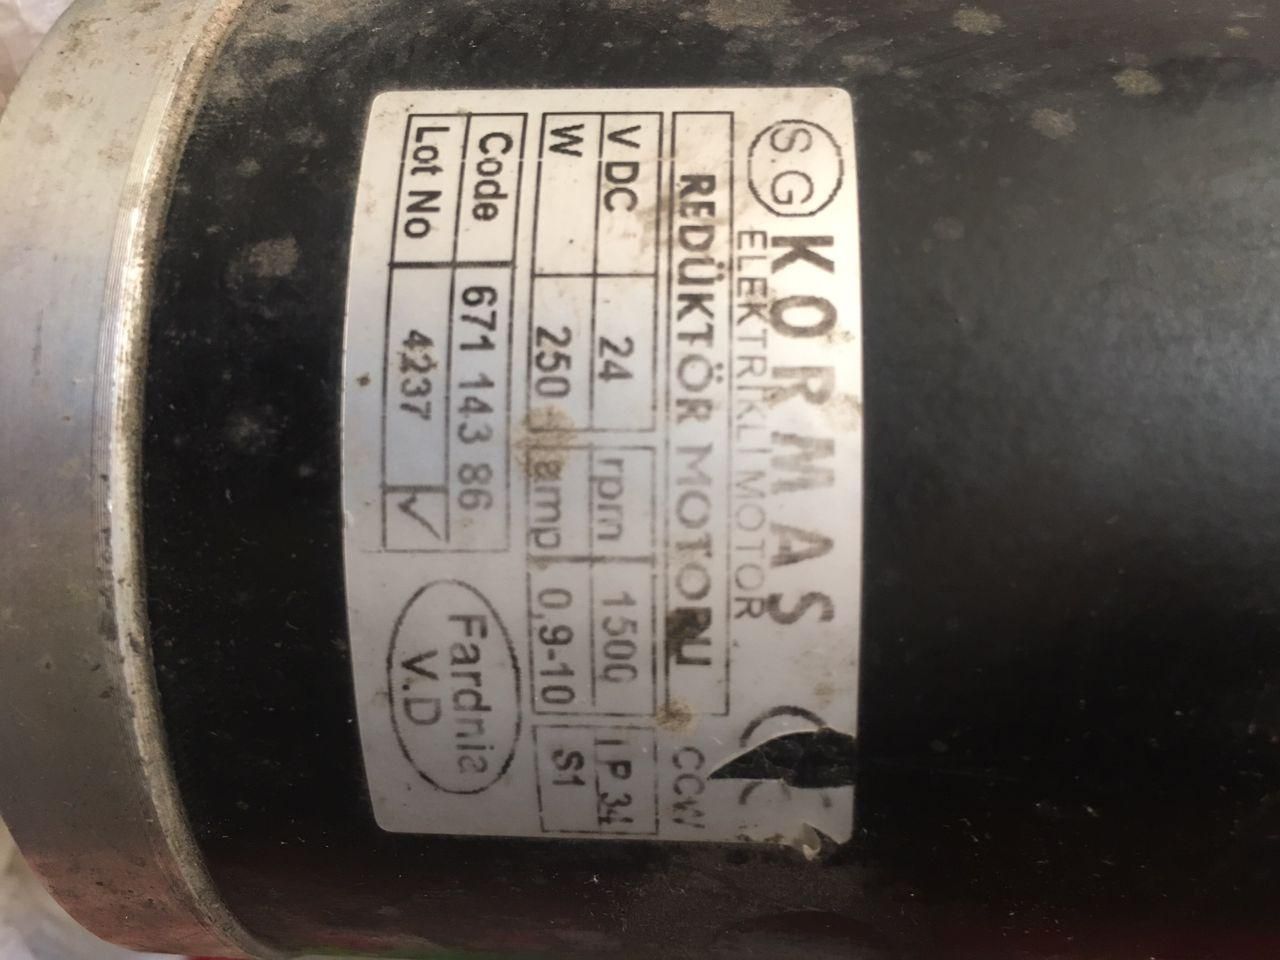 S.G KORMAS
ELEKTRİKLİ MOTOR CE
REDÜKTÖR MOTORU CCW
V DC 24 rpm 1500 IP 34
W 250 amp 0,9-10 S1
Code 671 143 86
Lot No 4237 √
Fardnia
V.D